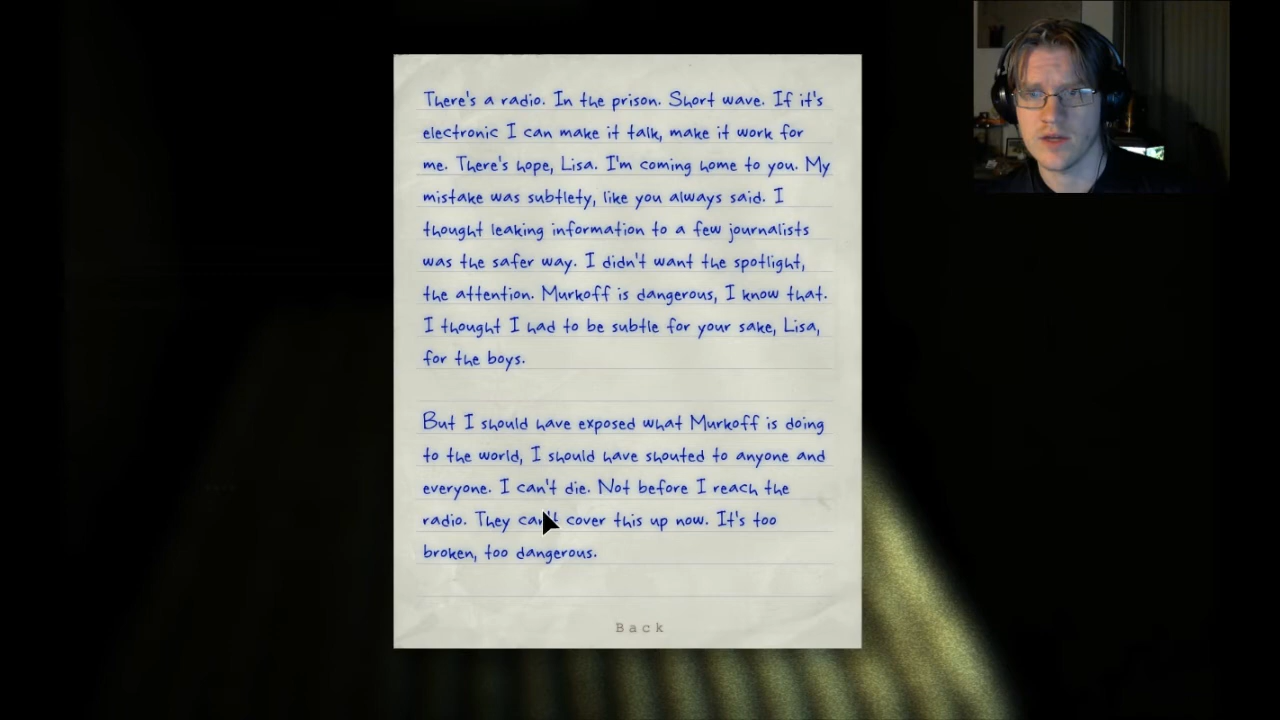 There's a radio. In the prison. Short wave. If it's
electronic I can make it talk, make it work for
me. There's hope, Lisa. I'm coming home to you. My
mistake was subtlety, like you always said. I
thought leaking information to a few journalists
was the safer way. I didn't want the spotlight,
the attention. Murkoff is dangerous, I know that.
I thought I had to be subtle for your sake, Lisa,
for the boys.
But I should have exposed what Murkoff is doing
to the world, I should have shouted to anyone and
everyone. I can't die. Not before I reach the
radio. They can't cover this up now. It's too
broken, too dangerous.
Back